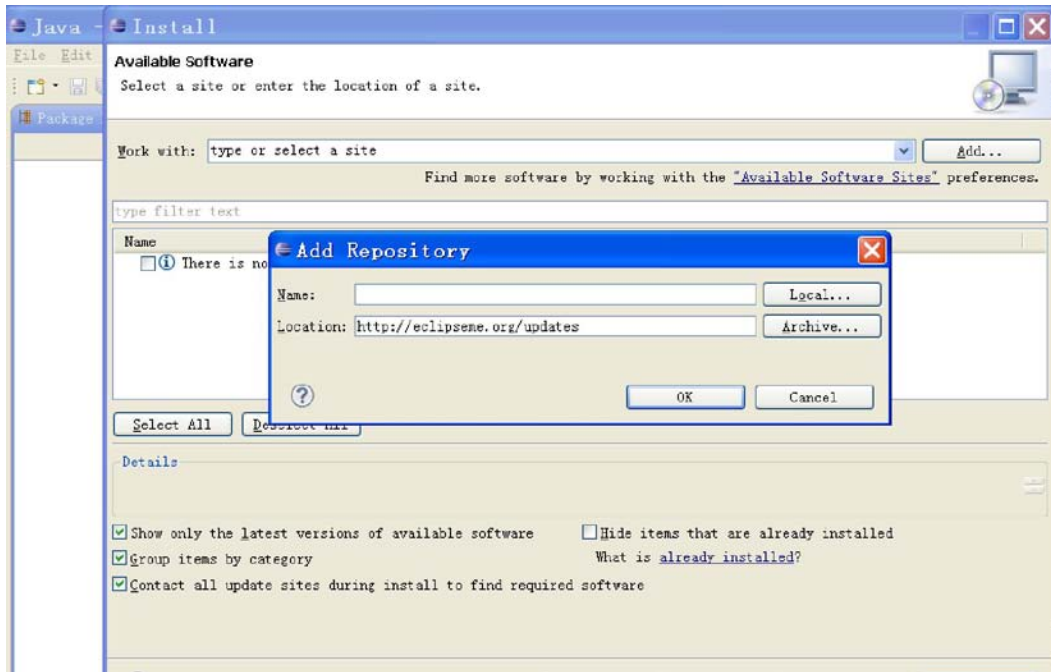 Java - Install
File Edit
Available Software
Select a site or enter the location of a site.
Package
Work with: type or select a site Add...
Find more software by working with the "Available Software Sites" preferences.
type filter text
Name
There is no
Add Repository
Name: Local...
Location: http://eclipseme.org/updates Archive...
OK Cancel
Select All Deselect All
Details
Show only the latest versions of available software Hide items that are already installed
Group items by category What is already installed?
Contact all update sites during install to find required software